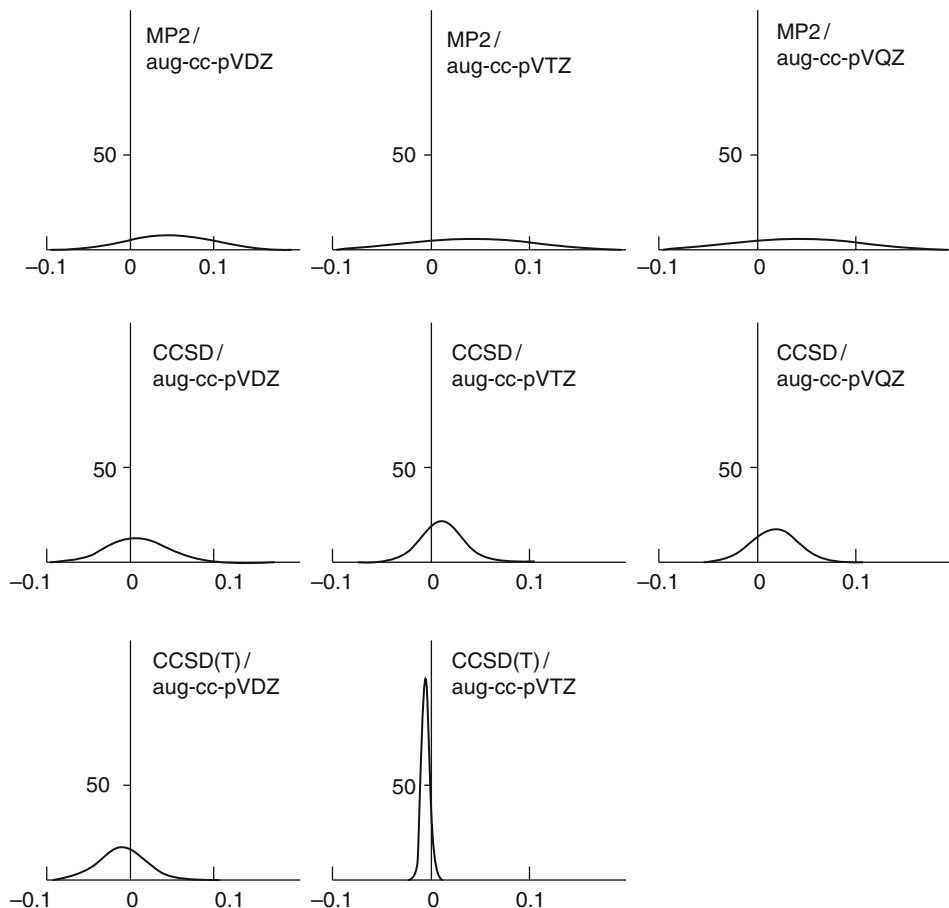 MP2/
aug-cc-pVDZ
50
–0.1 0 0.1
MP2/
aug-cc-pVTZ
50
–0.1 0 0.1
MP2/
aug-cc-pVQZ
50
–0.1 0 0.1
CCSD/
aug-cc-pVDZ
50
–0.1 0 0.1
CCSD/
aug-cc-pVTZ
50
–0.1 0 0.1
CCSD/
aug-cc-pVQZ
50
–0.1 0 0.1
CCSD(T)/
aug-cc-pVDZ
50
–0.1 0 0.1
CCSD(T)/
aug-cc-pVTZ
50
–0.1 0 0.1